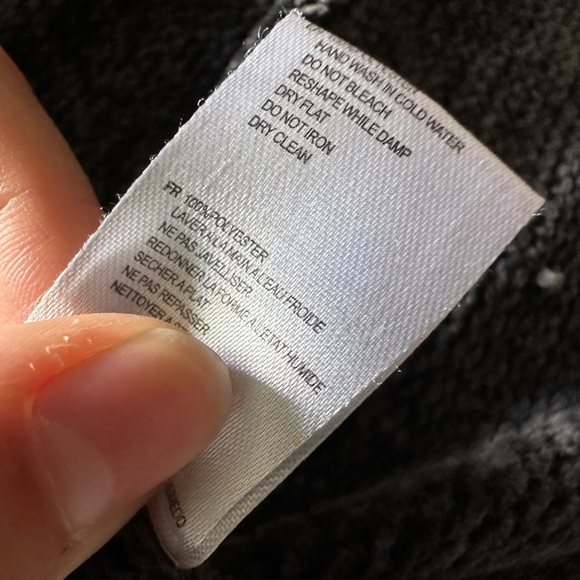 HAND WASH IN COLD WATER
DO NOT BLEACH
RESHAPE WHILE DAMP
DRY FLAT
DO NOT IRON
DRY CLEAN
FR 100%POLYESTER
LAVER A LA MAIN A L'EAU FROIDE
NE PAS JAVELLISER
REDONNER LA FORME A L'ETAT HUMIDE
SECHER A PLAT
NE PAS REPASSER
NETTOYER A